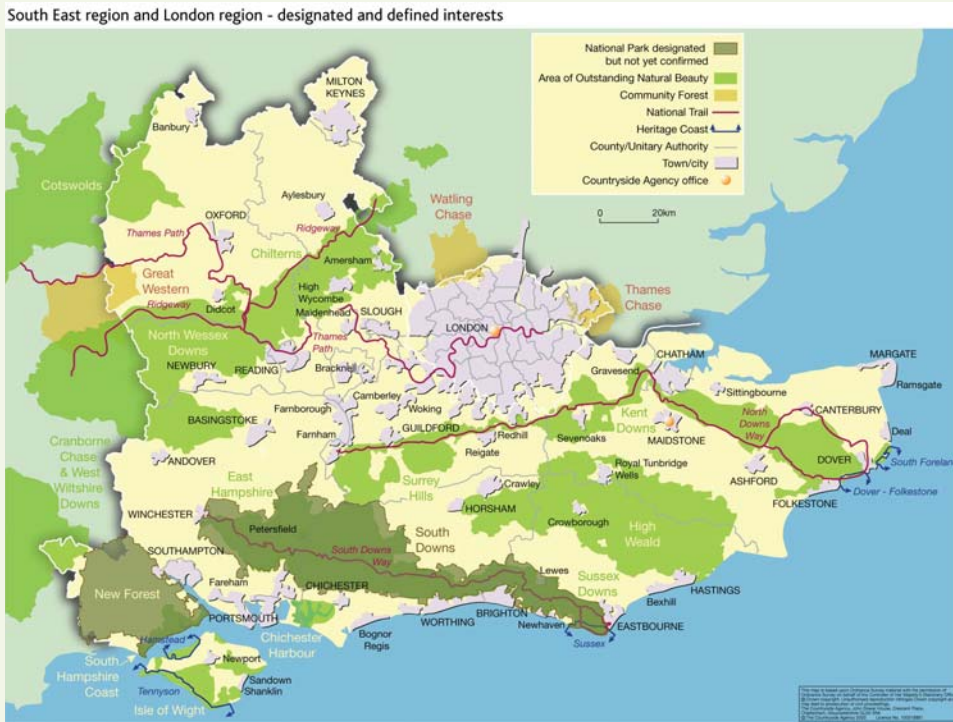 South East region and London region - designated and defined interests
National Park designated
but not yet confirmed
Area of Outstanding Natural Beauty
Community Forest
National Trail
Heritage Coast
County/Unitary Authority
Town/city
Countryside Agency office
0 20km
MILTON
KEYNES
Banbury
Cotswolds
Aylesbury
Watling
Chase
OXFORD
Thames Path
Ridgeway
Chilterns
Amersham
Great
Western
Ridgeway
Didcot
High
Wycombe
Maidenhead
SLOUGH
Thames
Chase
LONDON
North Wessex
Downs
Thames
Path
NEWBURY
READING
Bracknell
Gravesend
CHATHAM
MARGATE
Ramsgate
Sittingbourne
Camberley
Woking
Farnborough
BASINGSTOKE
GUILDFORD
Farnham
Redhill
Reigate
Sevenoaks
Kent
Downs
MAIDSTONE
North
Downs
Way
CANTERBURY
Deal
Cranborne
Chase
& West
Wiltshire
Downs
ANDOVER
East
Hampshire
Surrey
Hills
Royal Tunbridge
Wells
ASHFORD
DOVER
South Foreland
Dover - Folkestone
FOLKESTONE
Crawley
HORSHAM
Crowborough
High
Weald
WINCHESTER
Petersfield
South
Downs
SOUTHAMPTON
South Downs
Way
Lewes
Sussex
Downs
HASTINGS
Bexhill
New Forest
Fareham
CHICHESTER
PORTSMOUTH
WORTHING
BRIGHTON
Newhaven
EASTBOURNE
Bognor
Regis
Sussex
Chichester
Harbour
Hamstead
South
Hampshire
Coast
Newport
Sandown
Shanklin
Tennyson
Isle of Wight